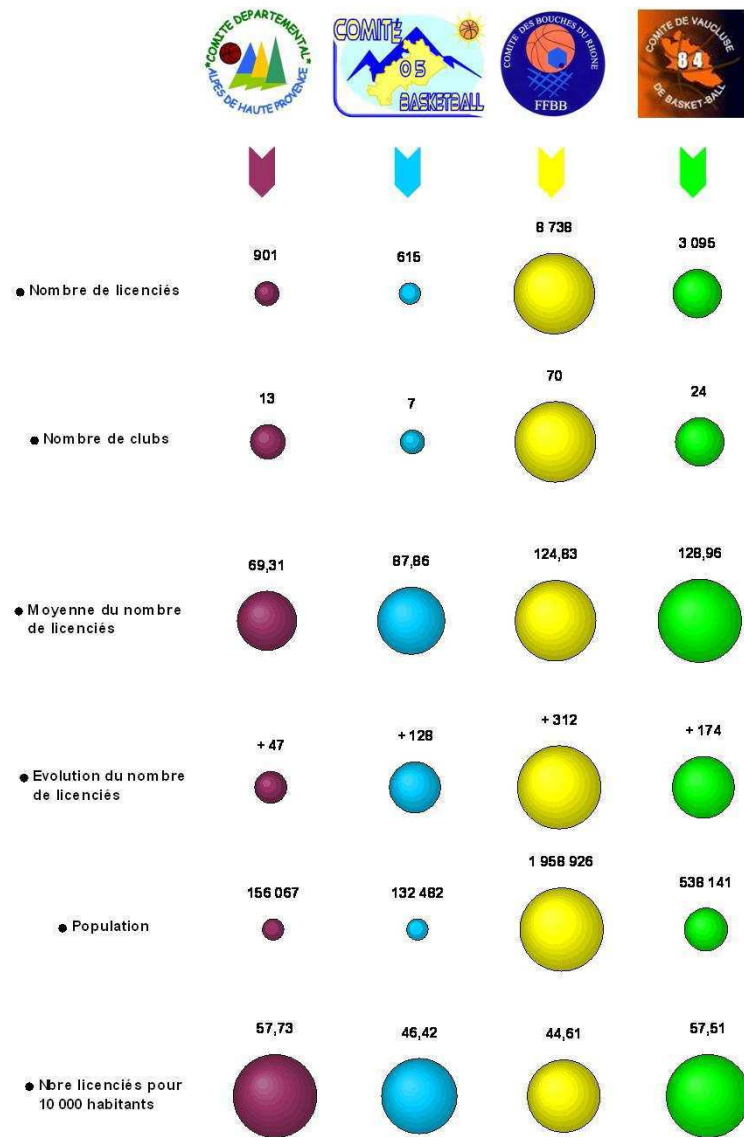 *COMITE DEPARTEMENTAL*
ALPES DE HAUTE PROVENCE
COMITÉ
05
BASKETBALL
COMITE DES BOUCHES DU RHONE
FFBB
COMITE DE VAUCLUSE
84
DE BASKET-BALL
901 615 8 738 3 095
• Nombre de licenciés
13 7 70 24
• Nombre de clubs
69,31 87,86 124,83 128,96
• Moyenne du nombre
de licenciés
+ 47 + 128 + 312 + 174
• Evolution du nombre
de licenciés
156 067 132 482 1 958 926 538 141
• Population
57,73 46,42 44,61 57,51
• Nbre licenciés pour
10 000 habitants